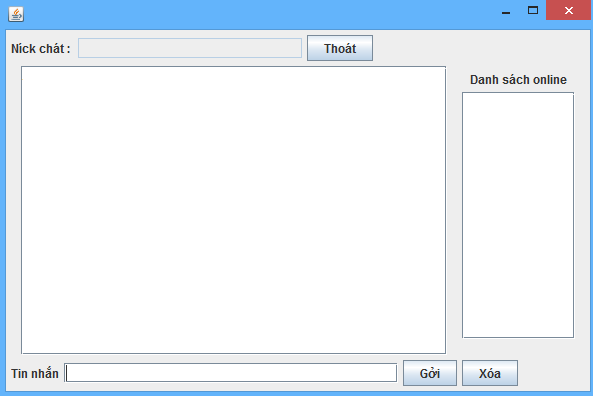 Nick chát :
Thoát
Danh sách online
Tin nhắn
Gởi
Xóa